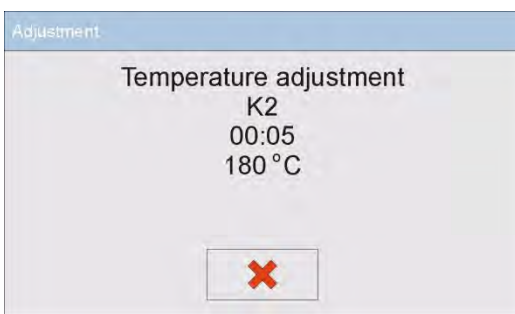 Adjustment
Temperature adjustment
K2
00:05
180 °C